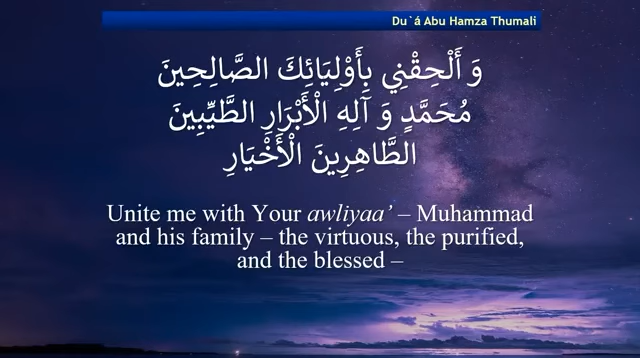 Du`á Abu Hamza Thumali
وَ أَلْحِقْنِي بِأَوْلِيَائِكَ الصَّالِحِينَ
مُحَمَّدٍ وَ آلِهِ الْأَبْرَارِ الطَّيِّبِينَ
الطَّاهِرِينَ الْأَخْيَارِ
Unite me with Your awliyaa’ – Muhammad
and his family – the virtuous, the purified,
and the blessed –